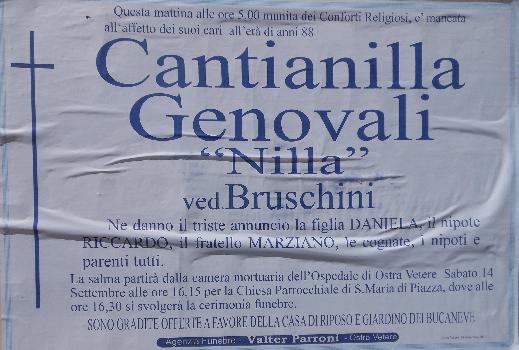 Questa mattina alle ore 5.00 munita dei Conforti Religiosi, e' mancata
all'affetto dei suoi cari all'età di anni 88
Cantianilla
Genovali
"Nilla"
ved.Bruschini
Ne danno il triste annuncio la figlia DANIELA, il nipote
RICCARDO, il fratello MARZIANO, le cognate, i nipoti e
parenti tutti.
La salma partirà dalla camera mortuaria dell'Ospedale di Ostra Vetere Sabato 14
Settembre alle ore 16,15 per la Chiesa Parrocchiale di S.Maria di Piazza, dove alle
ore 16,30 si svolgerà la cerimonia funebre.
SONO GRADITE OFFERTE A FAVORE DELLA CASA DI RIPOSO E GIARDINO DEI BUCANEVE
Agenzia Funebre - Valter Parroni - Ostra Vetere